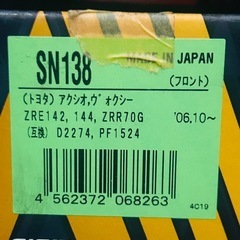 MADE IN JAPAN
SN138
(フロント)
(トヨタ) アクシオ,ヴォクシー
ZRE142, 144, ZRR70G '06.10~
(互換) D2274, PF1524
4 562372 068263
4C19